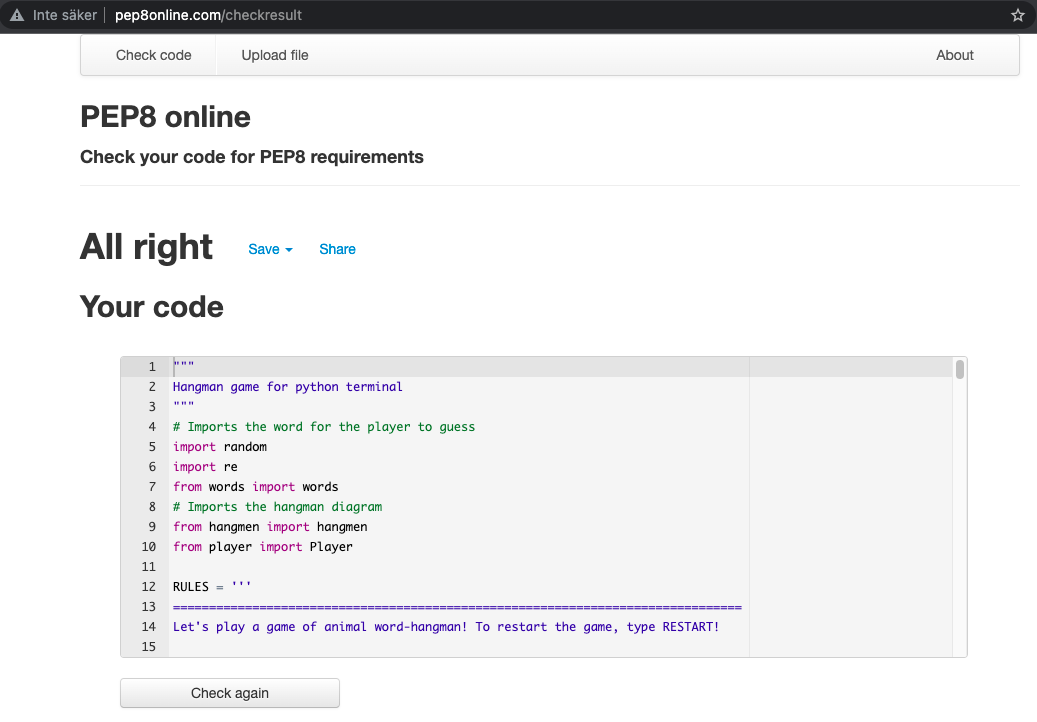 Inte säker pep8online.com/checkresult
Check code Upload file About
PEP8 online
Check your code for PEP8 requirements
All right Save Share
Your code
1 """
2 Hangman game for python terminal
3 """
4 # Imports the word for the player to guess
5 import random
6 import re
7 from words import words
8 # Imports the hangman diagram
9 from hangmen import hangmen
10 from player import Player
11
12 RULES = '''
13 ===============================================================================
14 Let's play a game of animal word-hangman! To restart the game, type RESTART!
15
Check again